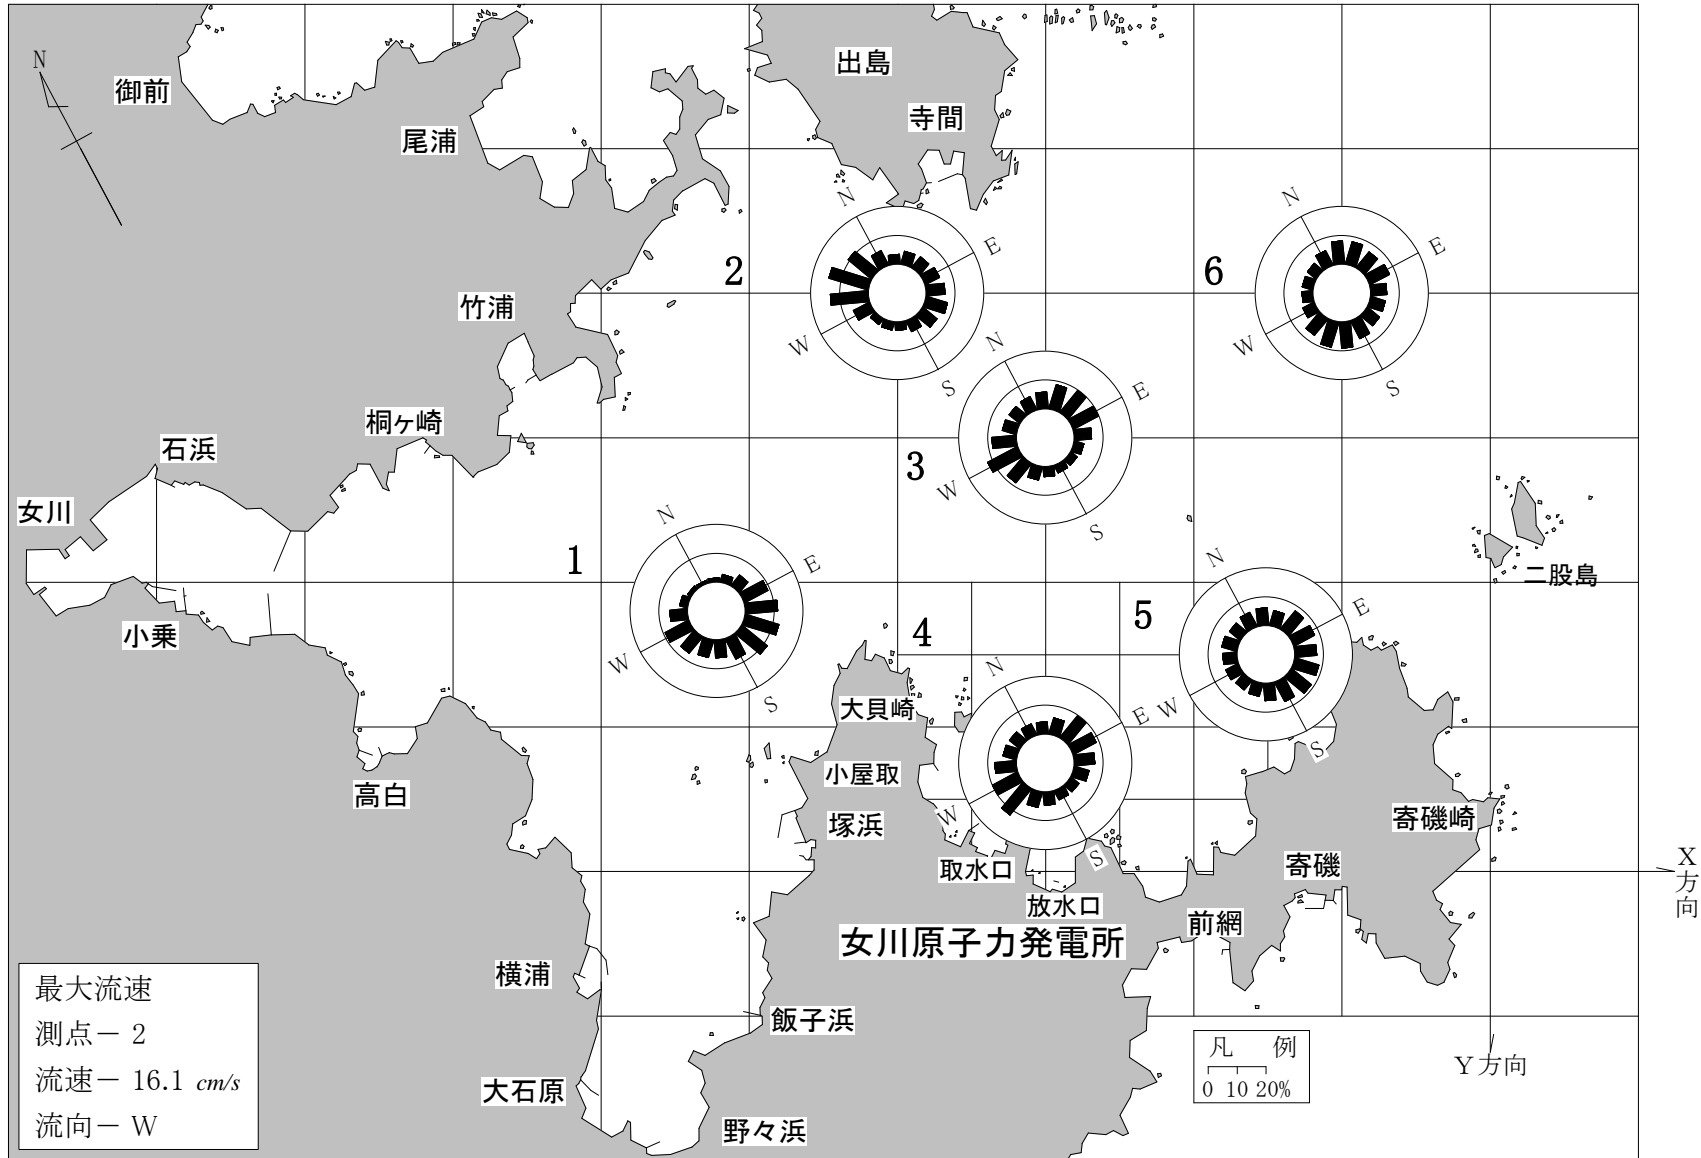 N
御前
尾浦
出島
寺間
竹浦
桐ヶ崎
石浜
女川
小乗
高白
横浦
大石原
野々浜
飯子浜
塚浜
小屋取
大貝崎
取水口
放水口
女川原子力発電所
前網
寄磯
寄磯崎
二股島
1
N
E
S
W
2
N
E
S
W
3
N
E
S
W
4
N
E
S
W
5
N
E
S
W
6
N
E
S
W
X方向
Y方向
最大流速
測点－ 2
流速－ 16.1 cm/s
流向－ W
凡 例
0 10 20%